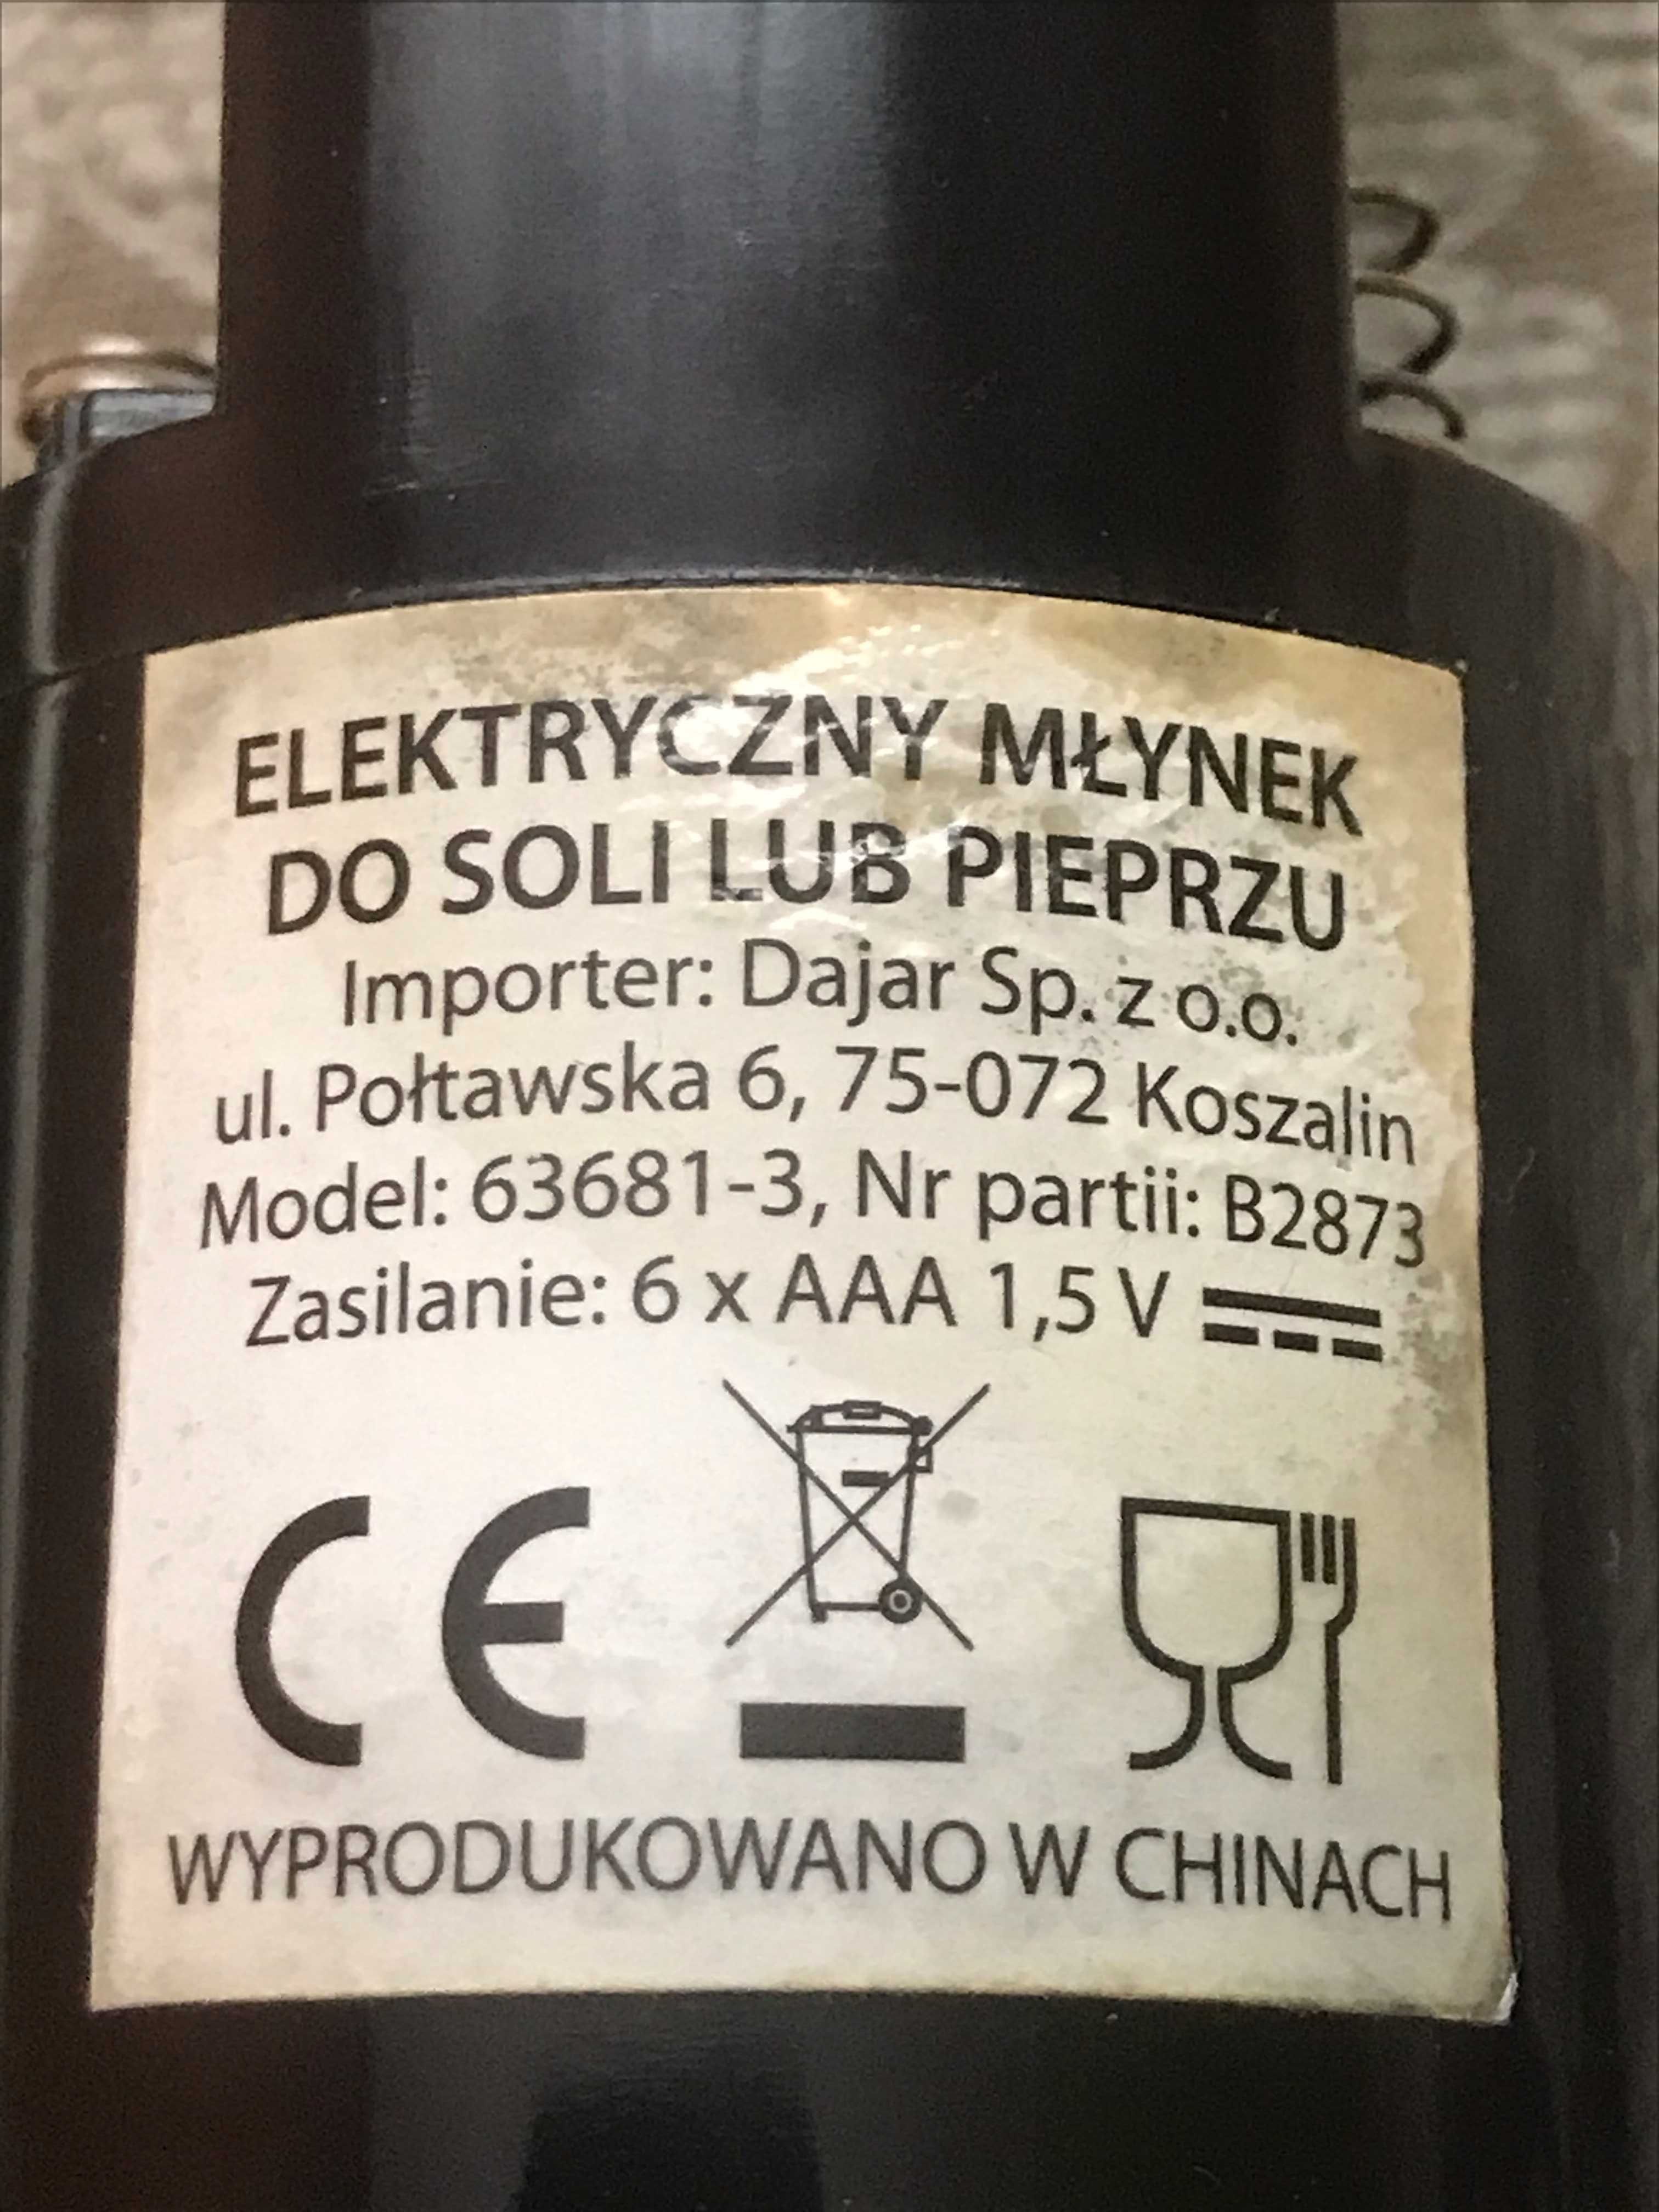 ELEKTRYCZNY MŁYNEK
DO SOLI LUB PIEPRZU
Importer: Dajar Sp. z o.o.
ul. Połtawska 6, 75-072 Koszalin
Model: 63681-3, Nr partii: B2873
Zasilanie: 6 x AAA 1,5 V
CE
WYPRODUKOWANO W CHINACH